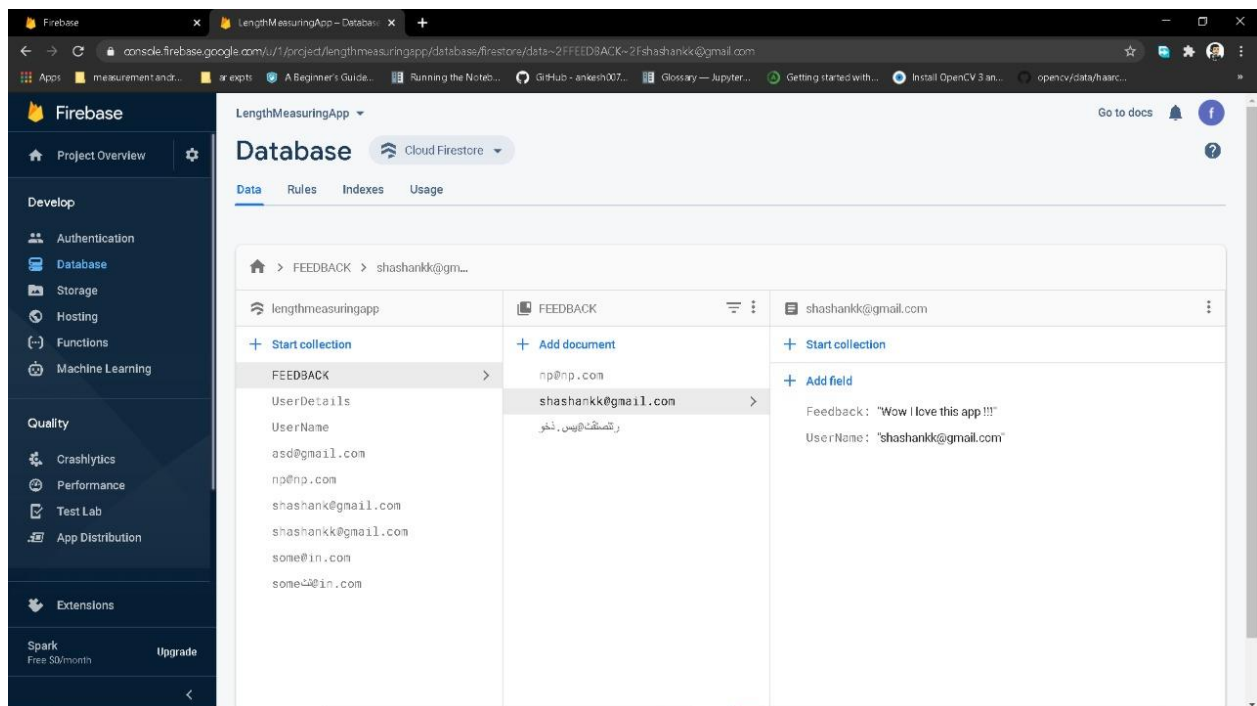 Firebase
LengthMeasuringApp – Database
console.firebase.google.com/u/1/project/lengthmeasuringapp/database/firestore/data~2FFEEDBACK~2Fshashankk@gmail.com
Apps
measurement andr...
ar expts
A Beginner's Guide...
Running the Noteb...
GitHub - ankesh007...
Glossary — Jupyter...
Getting started with...
Install OpenCV 3 an...
opencv/data/haarc...
Firebase
LengthMeasuringApp
Go to docs
f
Project Overview
Database
Cloud Firestore
Data Rules Indexes Usage
Develop
Authentication
Database
Storage
Hosting
Functions
Machine Learning
Quality
Crashlytics
Performance
Test Lab
App Distribution
Extensions
Spark
Free $0/month
Upgrade
> FEEDBACK > shashankk@gm...
lengthmeasuringapp
+ Start collection
FEEDBACK
UserDetails
UserName
asd@gmail.com
np@np.com
shashank@gmail.com
shashankk@gmail.com
some@in.com
FEEDBACK
+ Add document
np@np.com
shashankk@gmail.com
shashankk@gmail.com
+ Start collection
+ Add field
Feedback: "Wow I love this app !!!"
UserName: "shashankk@gmail.com"